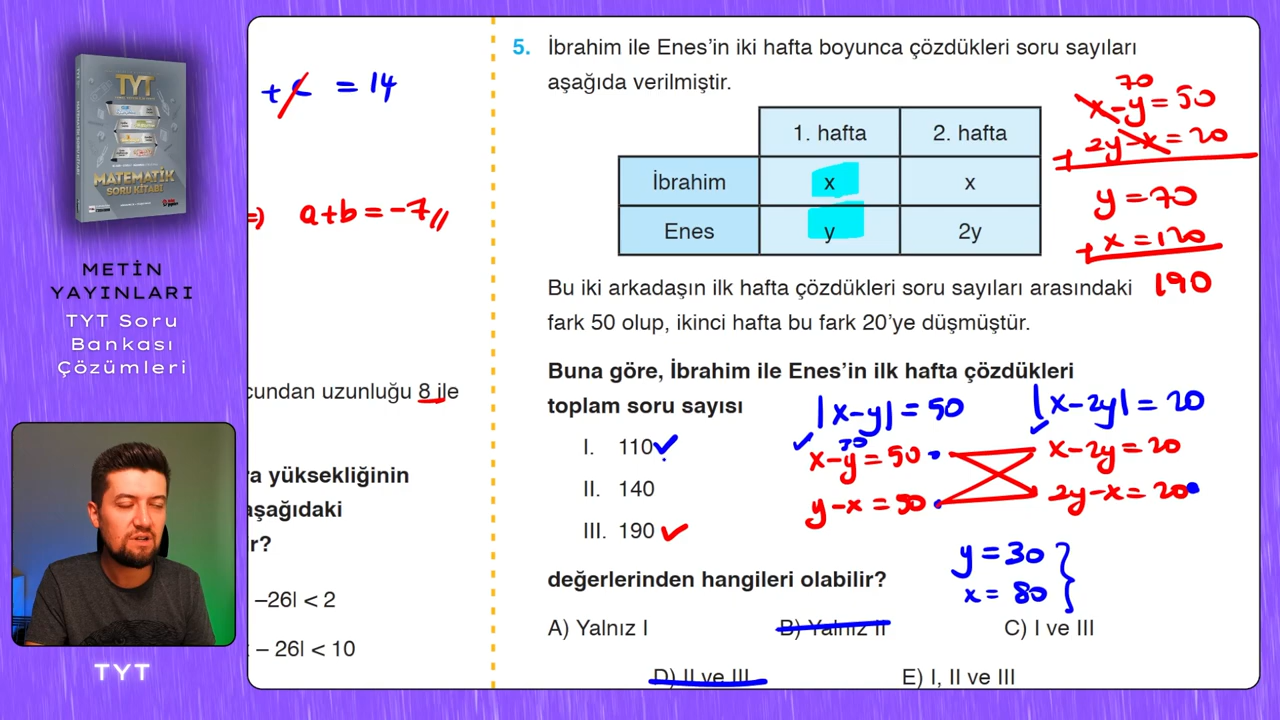 TYT
MATEMATİK
SORU KİTABI
METİN
YAYINLARI
TYT Soru
Bankası
Çözümleri
TYT
= 14
a+b = -7
cundan uzunluğu 8 ile
a yüksekliğinin
aşağıdaki
r?
–26| < 2
– 26| < 10
5. İbrahim ile Enes'in iki hafta boyunca çözdükleri soru sayıları
aşağıda verilmiştir.
1. hafta 2. hafta
İbrahim x x
Enes y 2y
Bu iki arkadaşın ilk hafta çözdükleri soru sayıları arasındaki
fark 50 olup, ikinci hafta bu fark 20'ye düşmüştür.
Buna göre, İbrahim ile Enes'in ilk hafta çözdükleri
toplam soru sayısı
I. 110
II. 140
III. 190
değerlerinden hangileri olabilir?
A) Yalnız I B) Yalnız II C) I ve III
D) II ve III E) I, II ve III
70
x-y=50
+ 2y-x=20
y=70
+ x=120
190
|x-y|=50 |x-2y|=20
70
x-y=50 x-2y=20
y-x=50 2y-x=20
y=30
x=80